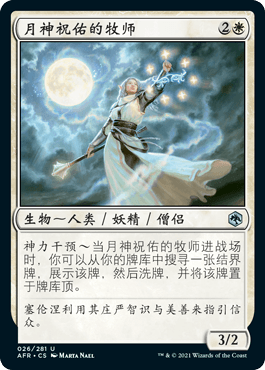 月神祝佑的牧师 2
生物～人类 / 妖精 / 僧侣
神力干预～当月神祝佑的牧师进战场
时，你可以从你的牌库中搜寻一张结界
牌，展示该牌，然后洗牌，并将该牌置
于牌库顶。
塞伦涅利用其庄严智识与美善来指引信
众。
3/2
026/281 U
AFR • CS MARTA NAEL
™ & © 2021 Wizards of the Coast